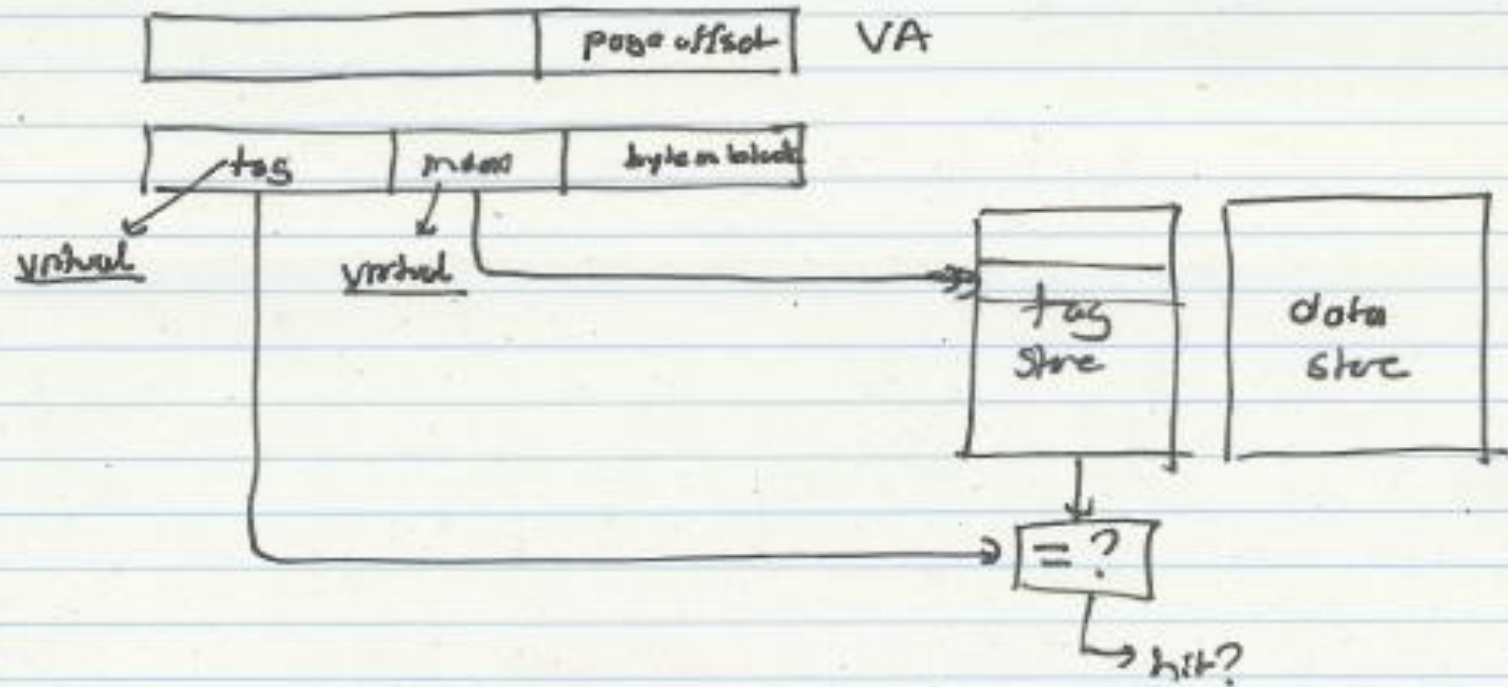 page offset VA
tag index byte in block
virtual virtual
tag data
store store
= ?
hit?